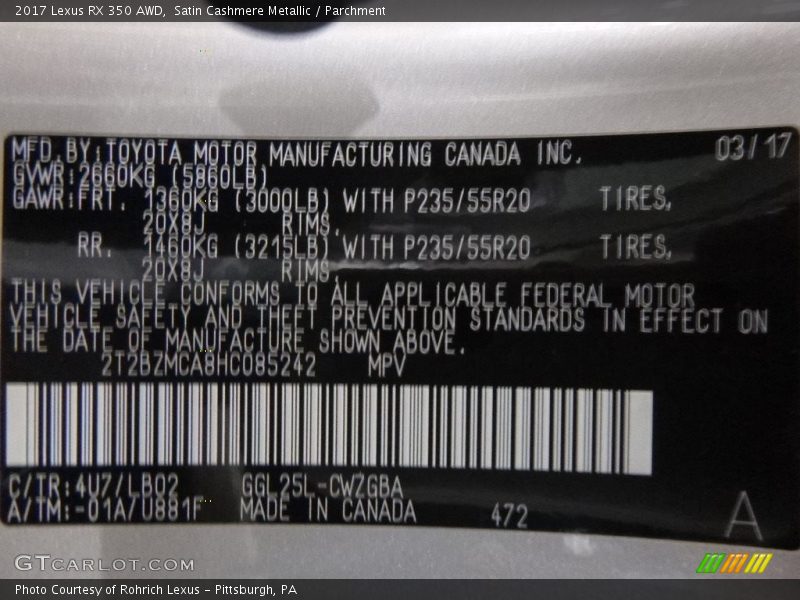 2017 Lexus RX 350 AWD, Satin Cashmere Metallic / Parchment
MFD.BY:TOYOTA MOTOR MANUFACTURING CANADA INC. 03/17
GVWR:2660KG (5860LB)
GAWR:FRT. 1360KG (3000LB) WITH P235/55R20 TIRES,
20X8J RIMS.
RR. 1460KG (3215LB) WITH P235/55R20 TIRES,
20X8J RIMS.
THIS VEHICLE CONFORMS TO ALL APPLICABLE FEDERAL MOTOR
VEHICLE SAFETY AND THEFT PREVENTION STANDARDS IN EFFECT ON
THE DATE OF MANUFACTURE SHOWN ABOVE.
2T2BZMCA8HC085242 MPV
C/TR:4U7/LB02 GGL25L-CWZGBA
A/TM:-01A/U881F MADE IN CANADA 472 A
GTCARLOT.COM
Photo Courtesy of Rohrich Lexus - Pittsburgh, PA